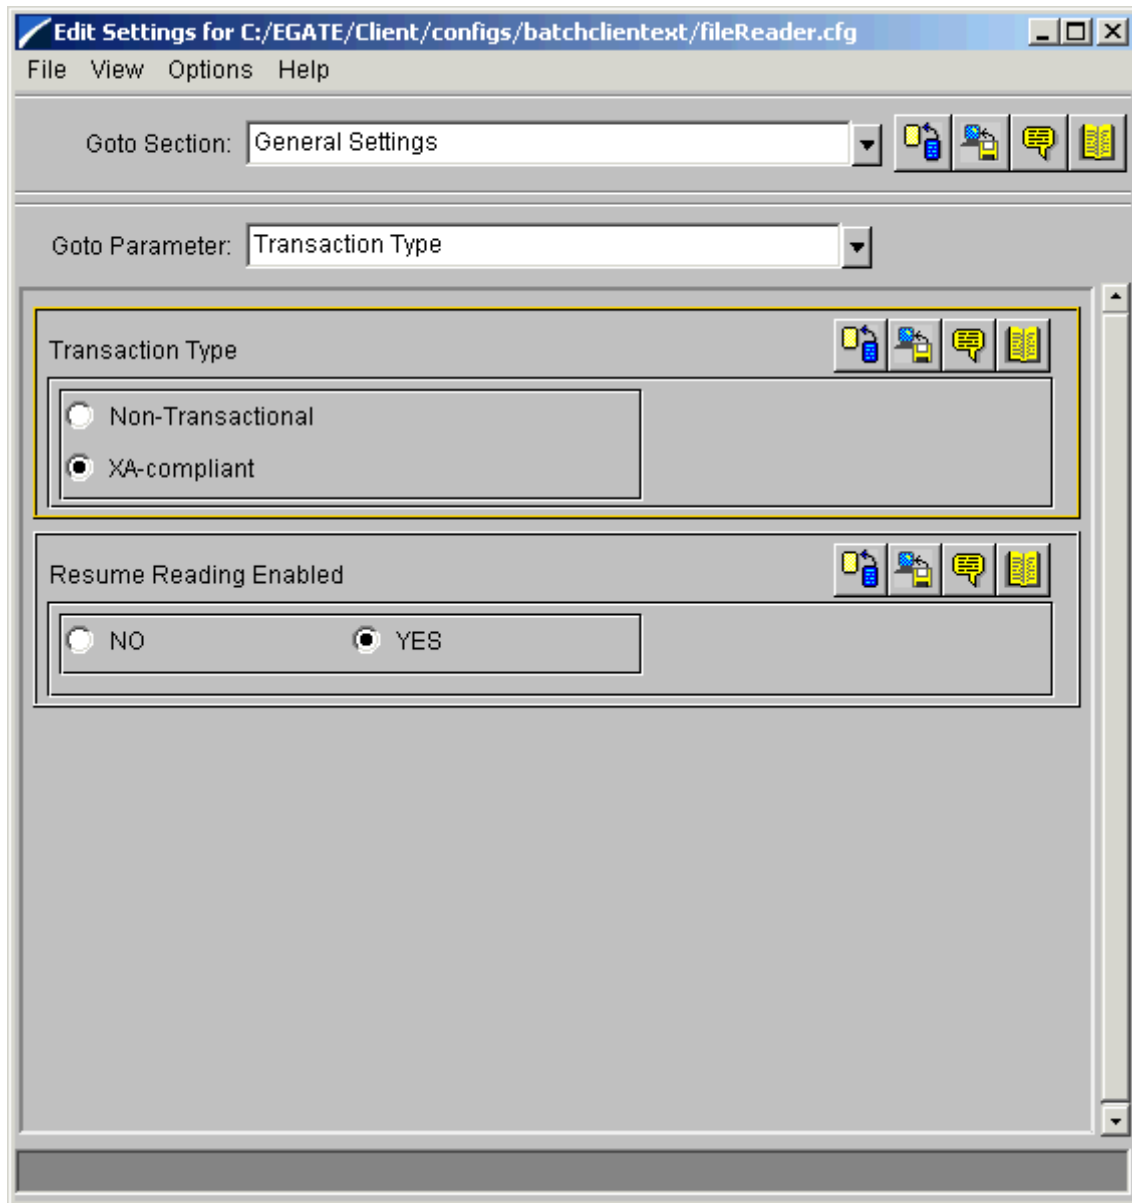 Edit Settings for C:/EGATE/Client/configs/batchclientext/fileReader.cfg
File View Options Help
Goto Section: General Settings
Goto Parameter: Transaction Type
Transaction Type
Non-Transactional
XA-compliant
Resume Reading Enabled
NO YES